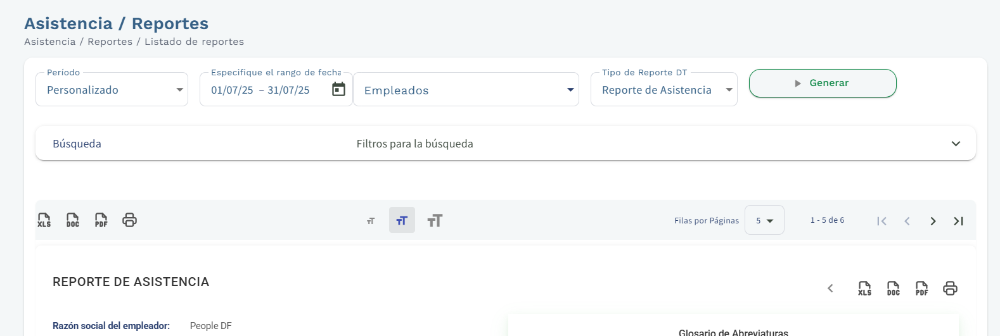 Asistencia / Reportes
Asistencia / Reportes / Listado de reportes
Período
Personalizado
Especifique el rango de fecha
01/07/25 – 31/07/25
Empleados
Tipo de Reporte DT
Reporte de Asistencia
Generar
Búsqueda
Filtros para la búsqueda
XLS DOC PDF
TT TT TT
Filas por Páginas 5 1 - 5 de 6
REPORTE DE ASISTENCIA
XLS DOC PDF
Razón social del empleador: People DF
Glosario de Abreviaturas